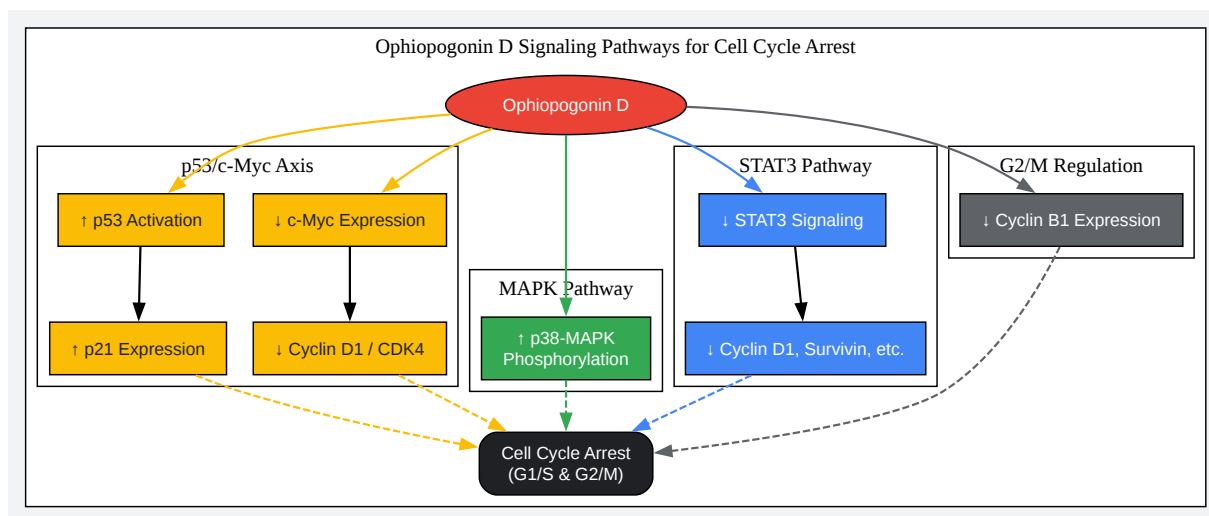 Ophiopogonin D Signaling Pathways for Cell Cycle Arrest
Ophiopogonin D
p53/c-Myc Axis
↑ p53 Activation
↓ c-Myc Expression
↑ p21 Expression
↓ Cyclin D1 / CDK4
MAPK Pathway
↑ p38-MAPK
Phosphorylation
STAT3 Pathway
↓ STAT3 Signaling
↓ Cyclin D1, Survivin, etc.
G2/M Regulation
↓ Cyclin B1 Expression
Cell Cycle Arrest
(G1/S & G2/M)